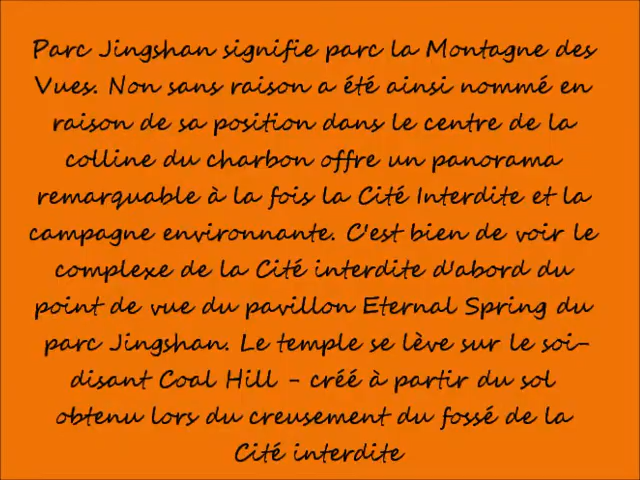 Parc Jingshan signifie parc la Montagne des
Vues. Non sans raison a été ainsi nommé en
raison de sa position dans le centre de la
colline du charbon offre un panorama
remarquable à la fois la Cité Interdite et la
campagne environnante. C'est bien de voir le
complexe de la Cité interdite d'abord du
point de vue du pavillon Eternal Spring du
parc Jingshan. Le temple se lève sur le soi-
disant Coal Hill - créé à partir du sol
obtenu lors du creusement du fossé de la
Cité interdite